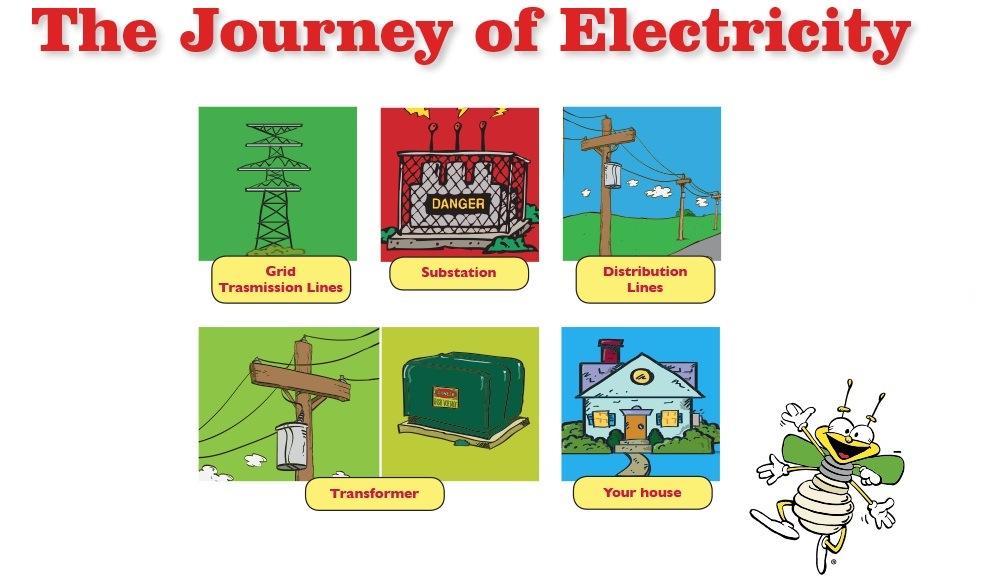 The Journey of Electricity
DANGER
Grid
Trasmission Lines
Substation
Distribution
Lines
Transformer
Your house
®